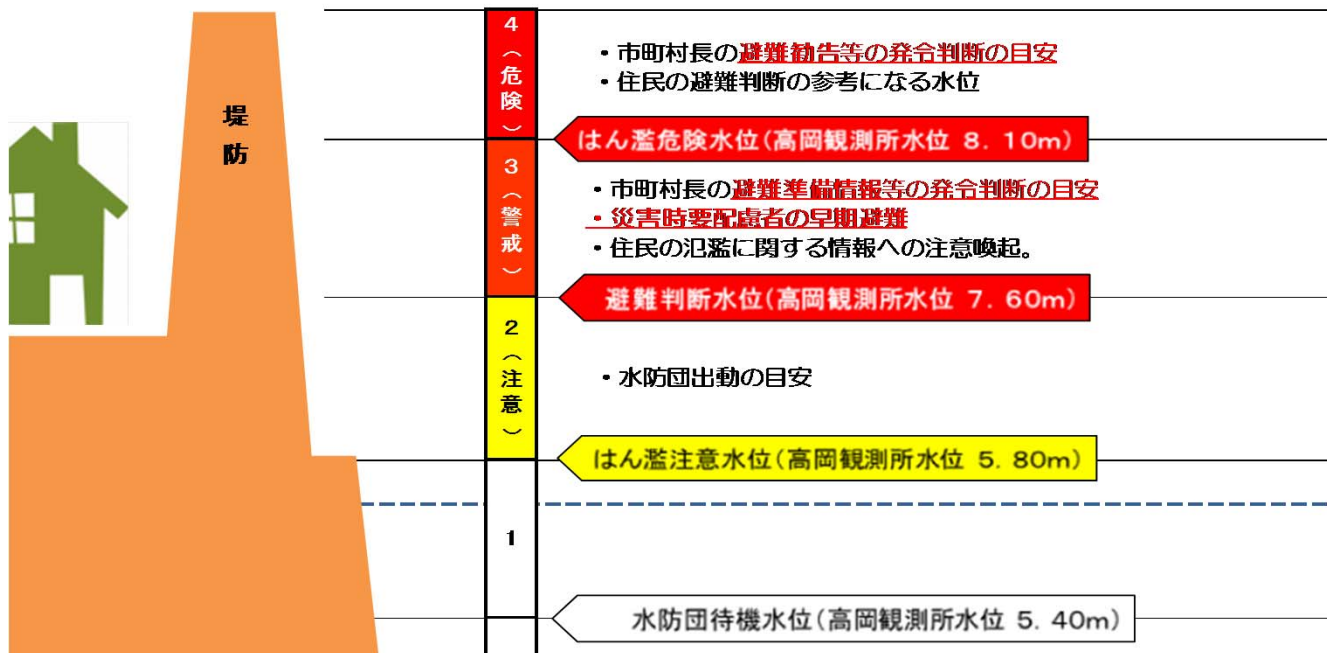 堤防
4(危険)
・市町村長の避難勧告等の発令判断の目安
・住民の避難判断の参考になる水位
はん濫危険水位(高岡観測所水位 8.10m)
3(警戒)
・市町村長の避難準備情報等の発令判断の目安
・災害時要配慮者の早期避難
・住民の氾濫に関する情報への注意喚起。
避難判断水位(高岡観測所水位 7.60m)
2(注意)
・水防団出動の目安
はん濫注意水位(高岡観測所水位 5.80m)
1
水防団待機水位(高岡観測所水位 5.40m)